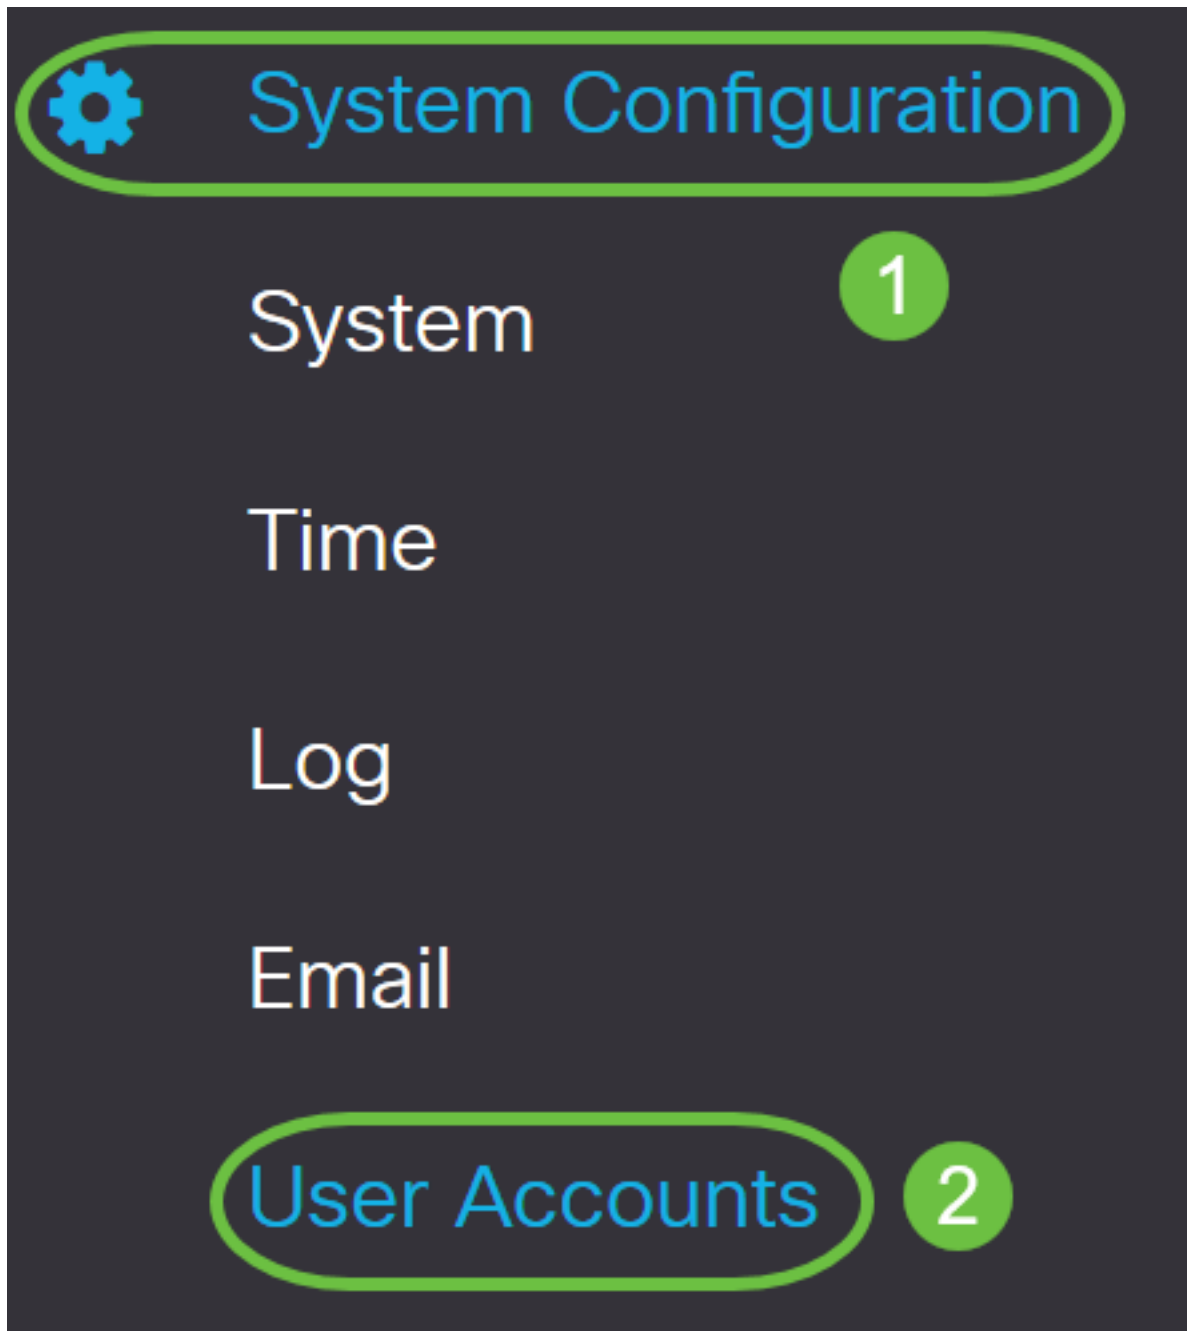 System Configuration
1
System
Time
Log
Email
User Accounts 2